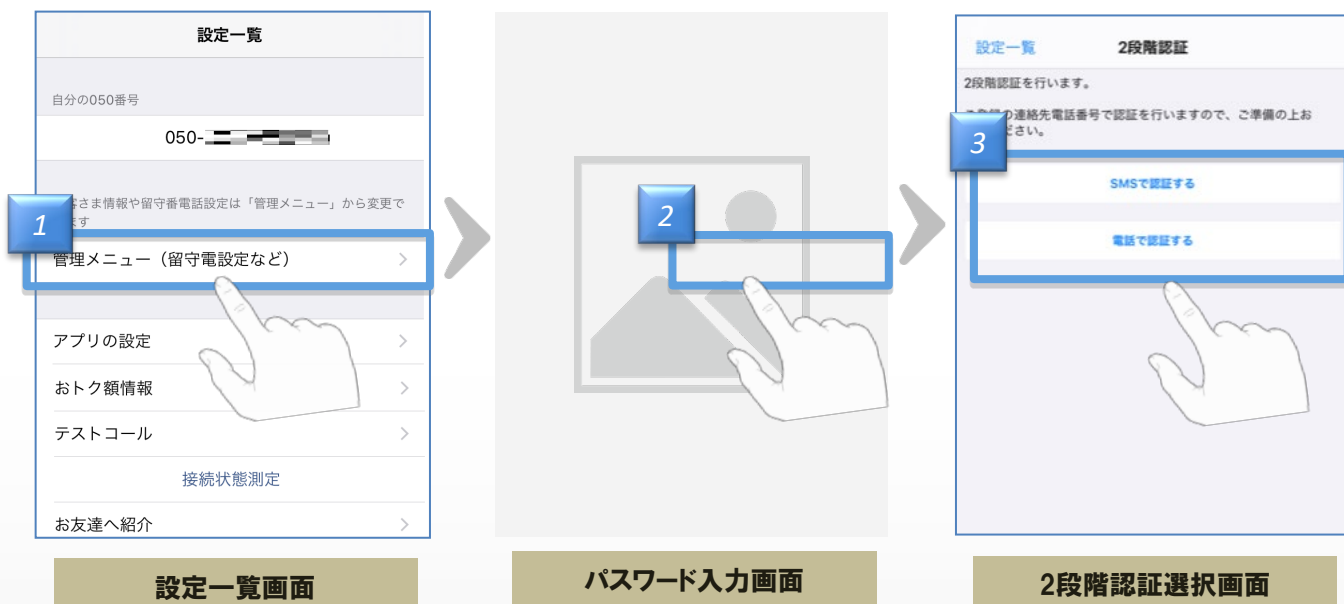 設定一覧
自分の050番号
050-
1
さま情報や留守番電話設定は「管理メニュー」から変更で
ます
管理メニュー（留守電設定など）
アプリの設定
おトク額情報
テストコール
接続状態測定
お友達へ紹介
設定一覧画面
2
パスワード入力画面
設定一覧
2段階認証
2段階認証を行います。
の連絡先電話番号で認証を行いますので、ご準備の上お
ださい。
3
SMSで認証する
電話で認証する
2段階認証選択画面